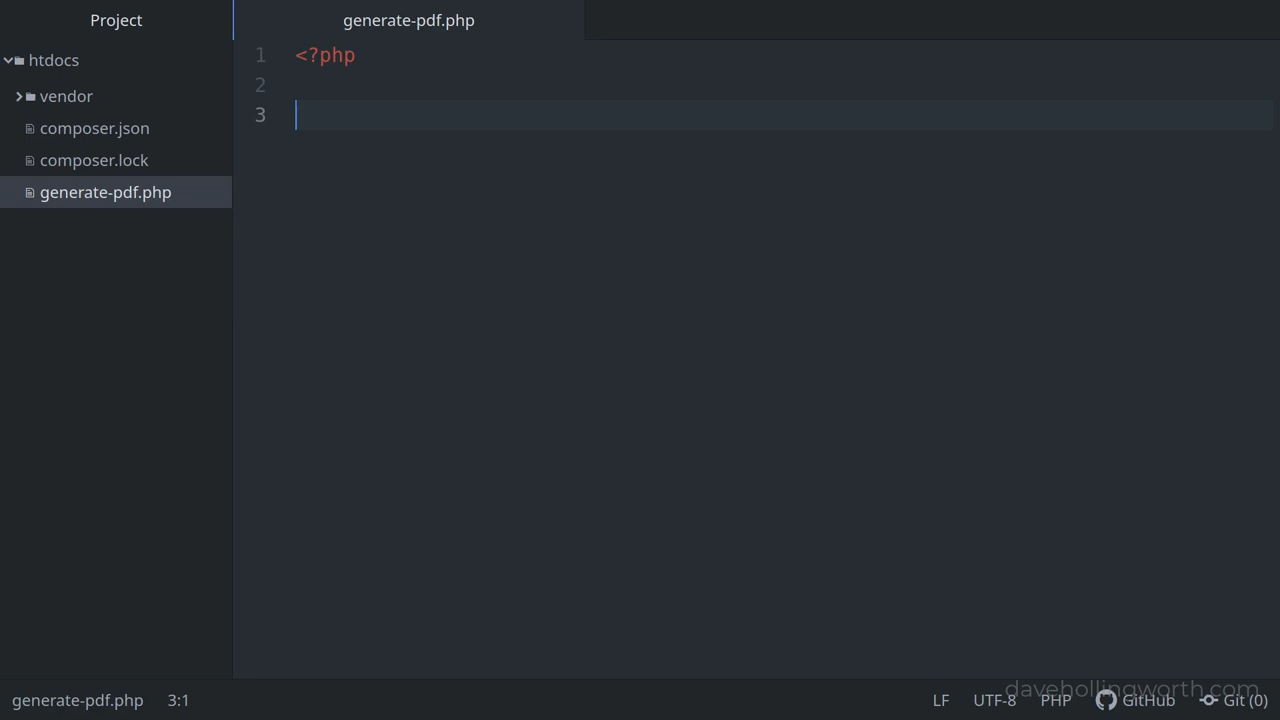 Project
generate-pdf.php
htdocs
vendor
composer.json
composer.lock
generate-pdf.php
1 <?php
2
3
generate-pdf.php 3:1
LF UTF-8 PHP GitHub Git (0)
davehollingworth.com